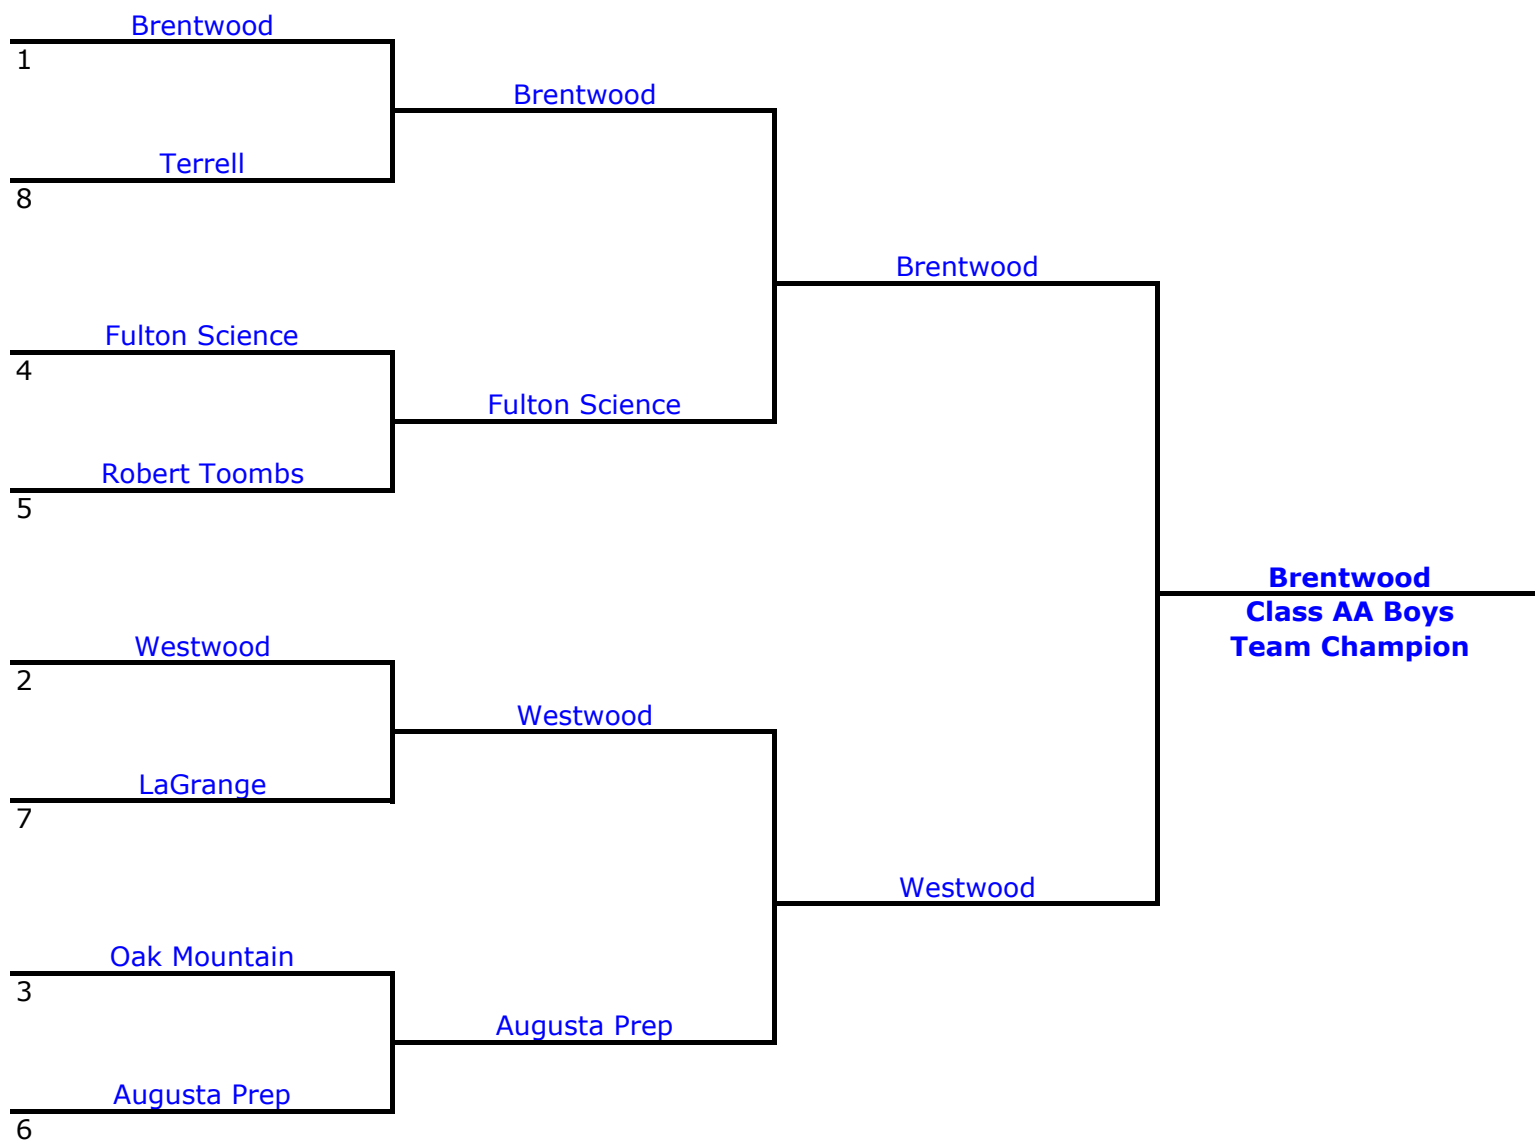 Brentwood
1
Brentwood
Terrell
8
Brentwood
Fulton Science
4
Fulton Science
Robert Toombs
5
Brentwood
Class AA Boys
Team Champion
Westwood
2
Westwood
LaGrange
7
Westwood
Oak Mountain
3
Augusta Prep
Augusta Prep
6